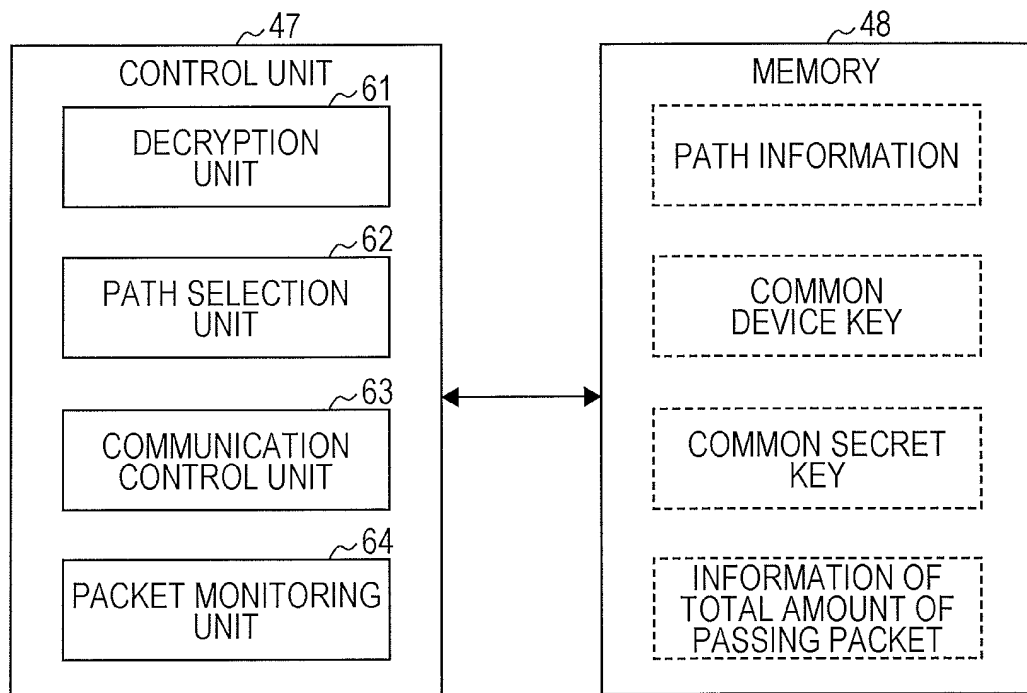 47
CONTROL UNIT
61
DECRYPTION
UNIT
62
PATH SELECTION
UNIT
63
COMMUNICATION
CONTROL UNIT
64
PACKET MONITORING
UNIT
48
MEMORY
PATH INFORMATION
COMMON
DEVICE KEY
COMMON SECRET
KEY
INFORMATION OF
TOTAL AMOUNT OF
PASSING PACKET